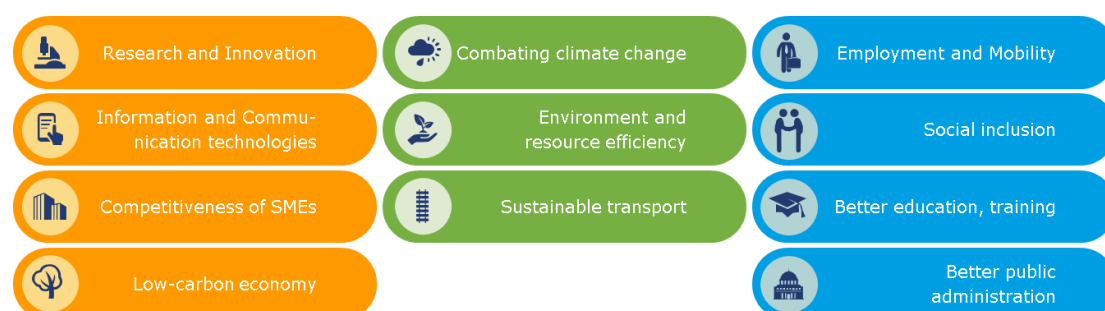 Research and Innovation
Information and Commu-
nication technologies
Competitiveness of SMEs
Low-carbon economy
Combating climate change
Environment and
resource efficiency
Sustainable transport
Employment and Mobility
Social inclusion
Better education, training
Better public
administration